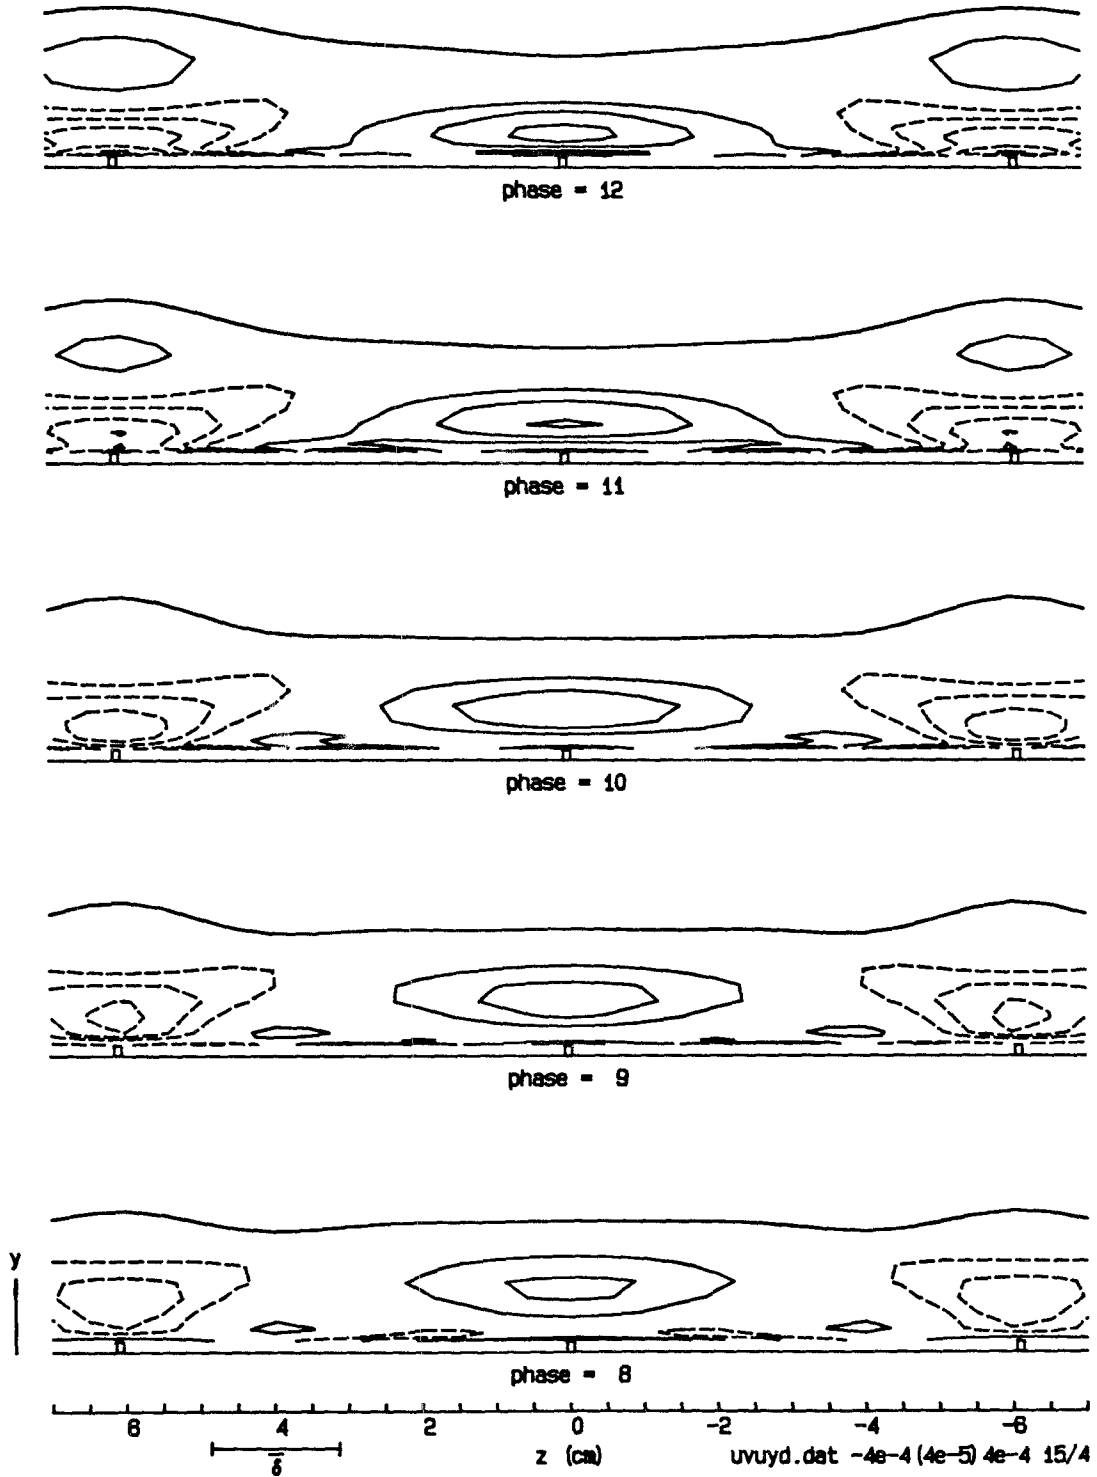 phase = 12
phase = 11
phase = 10
phase = 9
y
phase = 8
6 4 2 0 -2 -4 -6
δ̅ z (cm) uvuyd.dat -4e-4(4e-5)4e-4 15/4